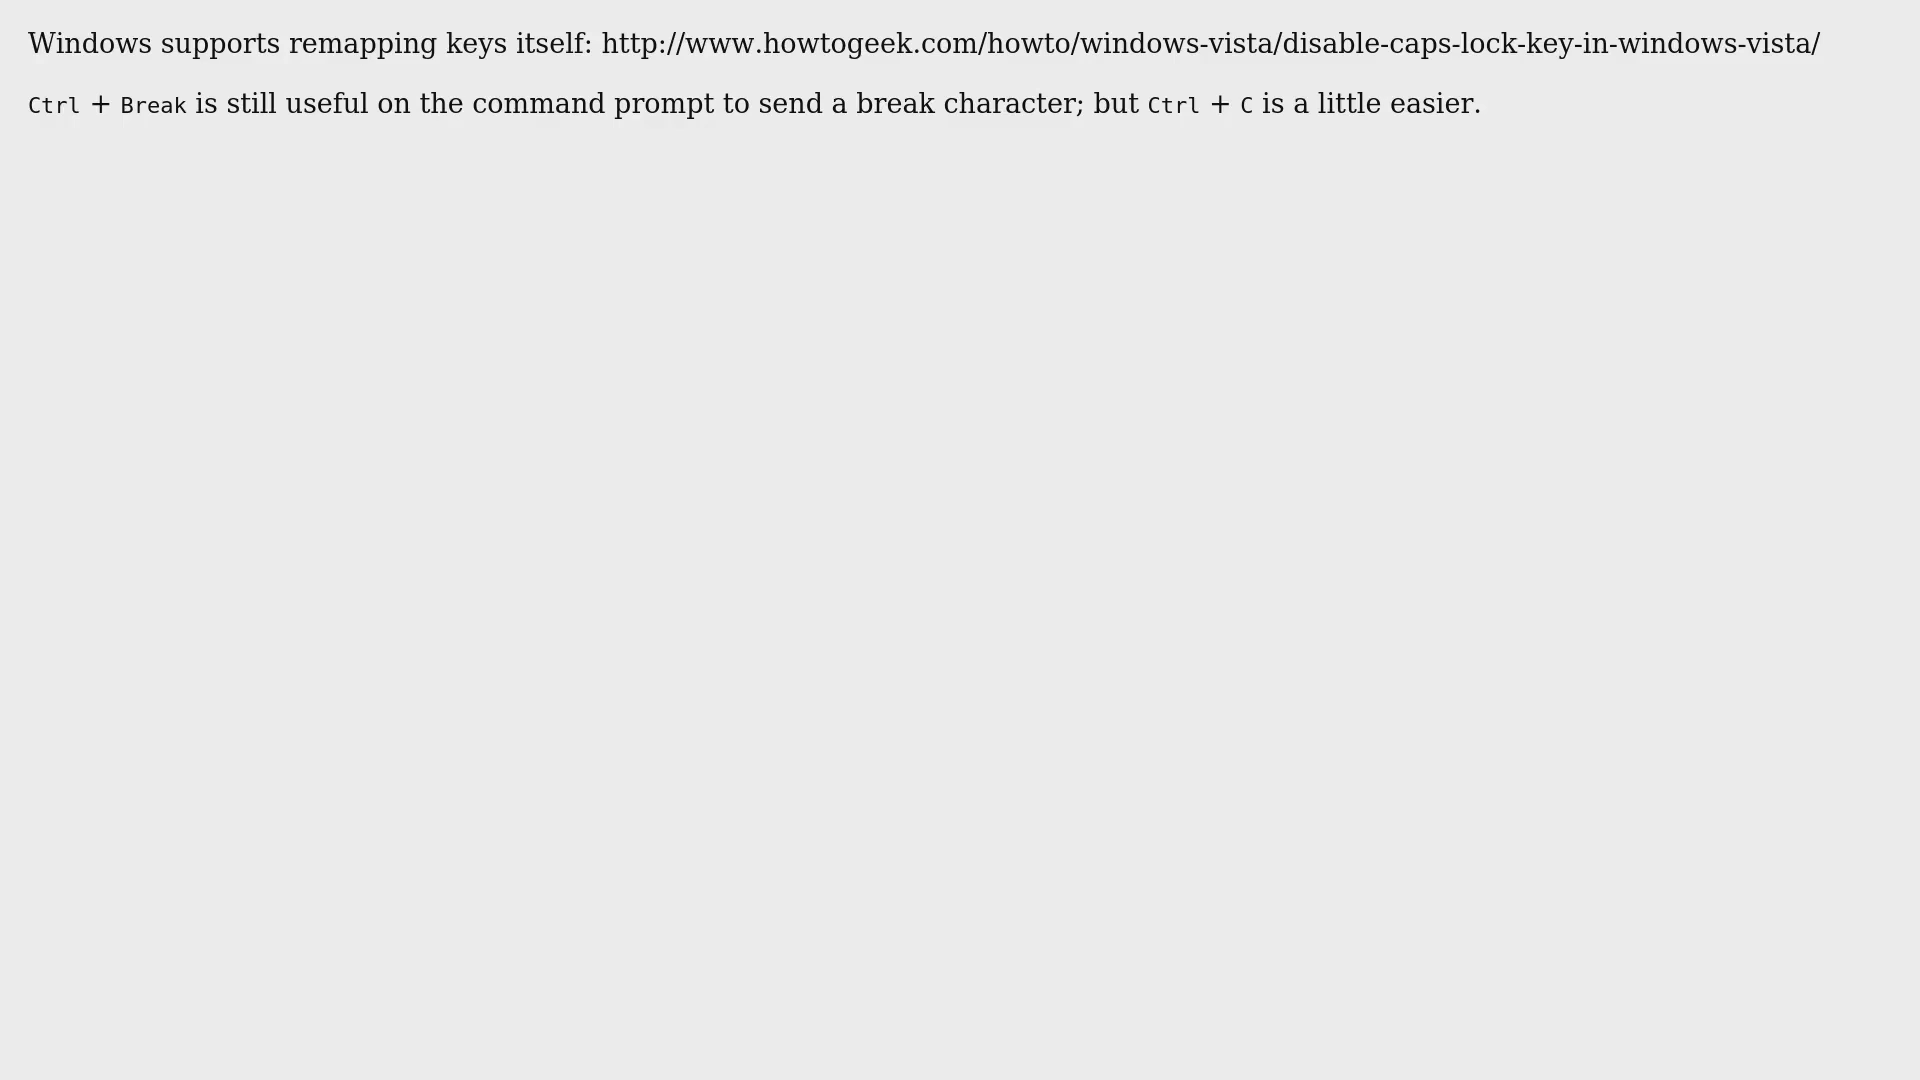 Windows supports remapping keys itself: http://www.howtogeek.com/howto/windows-vista/disable-caps-lock-key-in-windows-vista/
Ctrl + Break is still useful on the command prompt to send a break character; but Ctrl + C is a little easier.